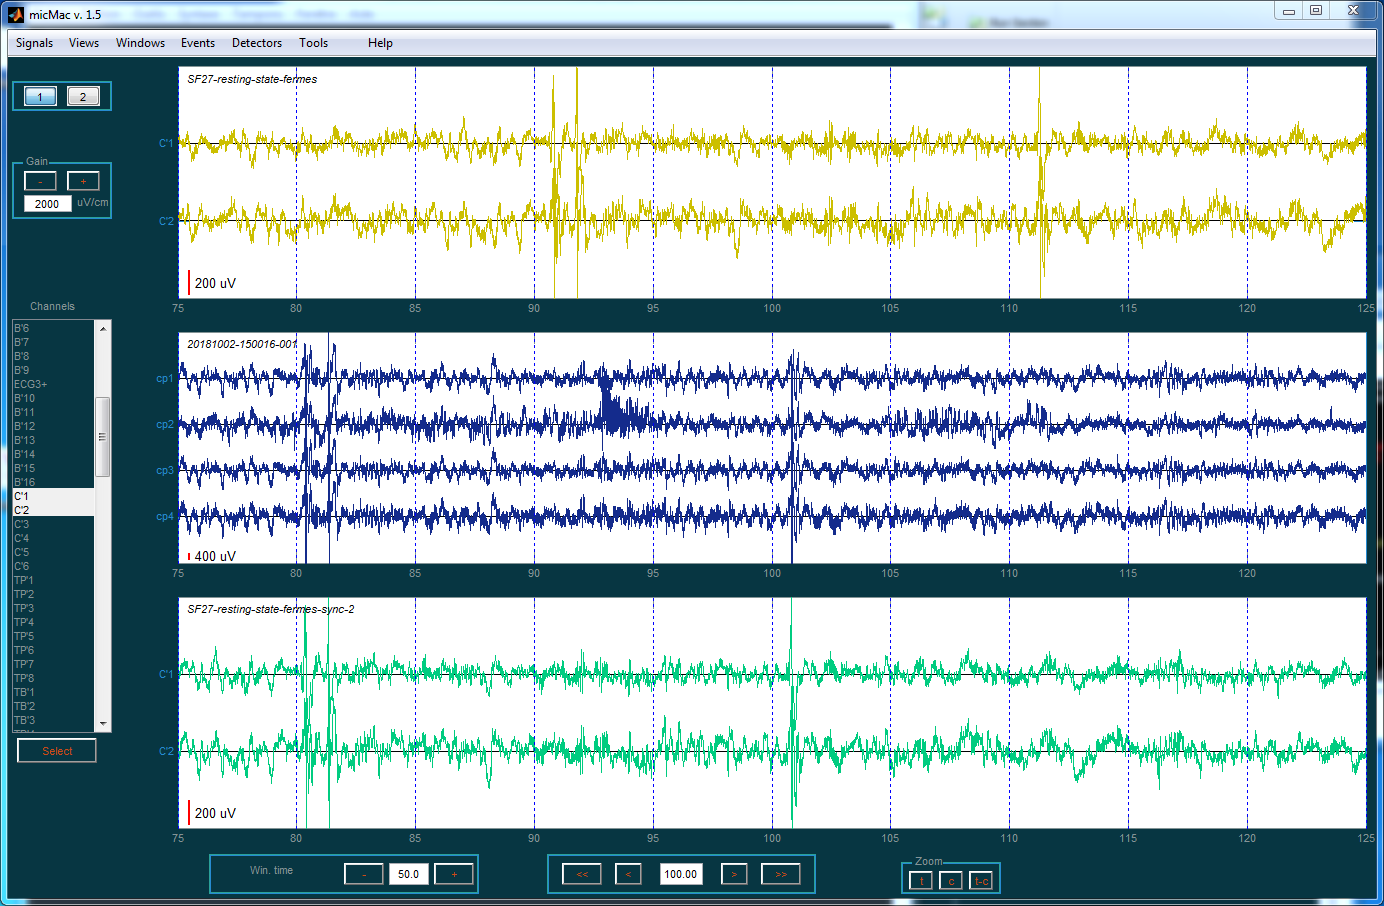 micMac v. 1.5
Signals Views Windows Events Detectors Tools Help
1 2
Gain
- +
2000 uV/cm
Channels
B'6
B'7
B'8
B'9
ECG3+
B'10
B'11
B'12
B'13
B'14
B'15
B'16
C'1
C'2
C'3
C'4
C'5
C'6
TP'1
TP'2
TP'3
TP'4
TP'5
TP'6
TP'7
TP'8
TB'1
TB'2
TB'3
Select
SF27-resting-state-fermes
C'1
C'2
200 uV
75 80 85 90 95 100 105 110 115 120 125
20181002-150016-001
cp1
cp2
cp3
cp4
400 uV
75 80 85 90 95 100 105 110 115 120
SF27-resting-state-fermes-sync-2
C'1
C'2
200 uV
75 80 85 90 95 100 105 110 115 120 125
Win. time - 50.0 +
<< < 100.00 > >>
Zoom
t c t-c